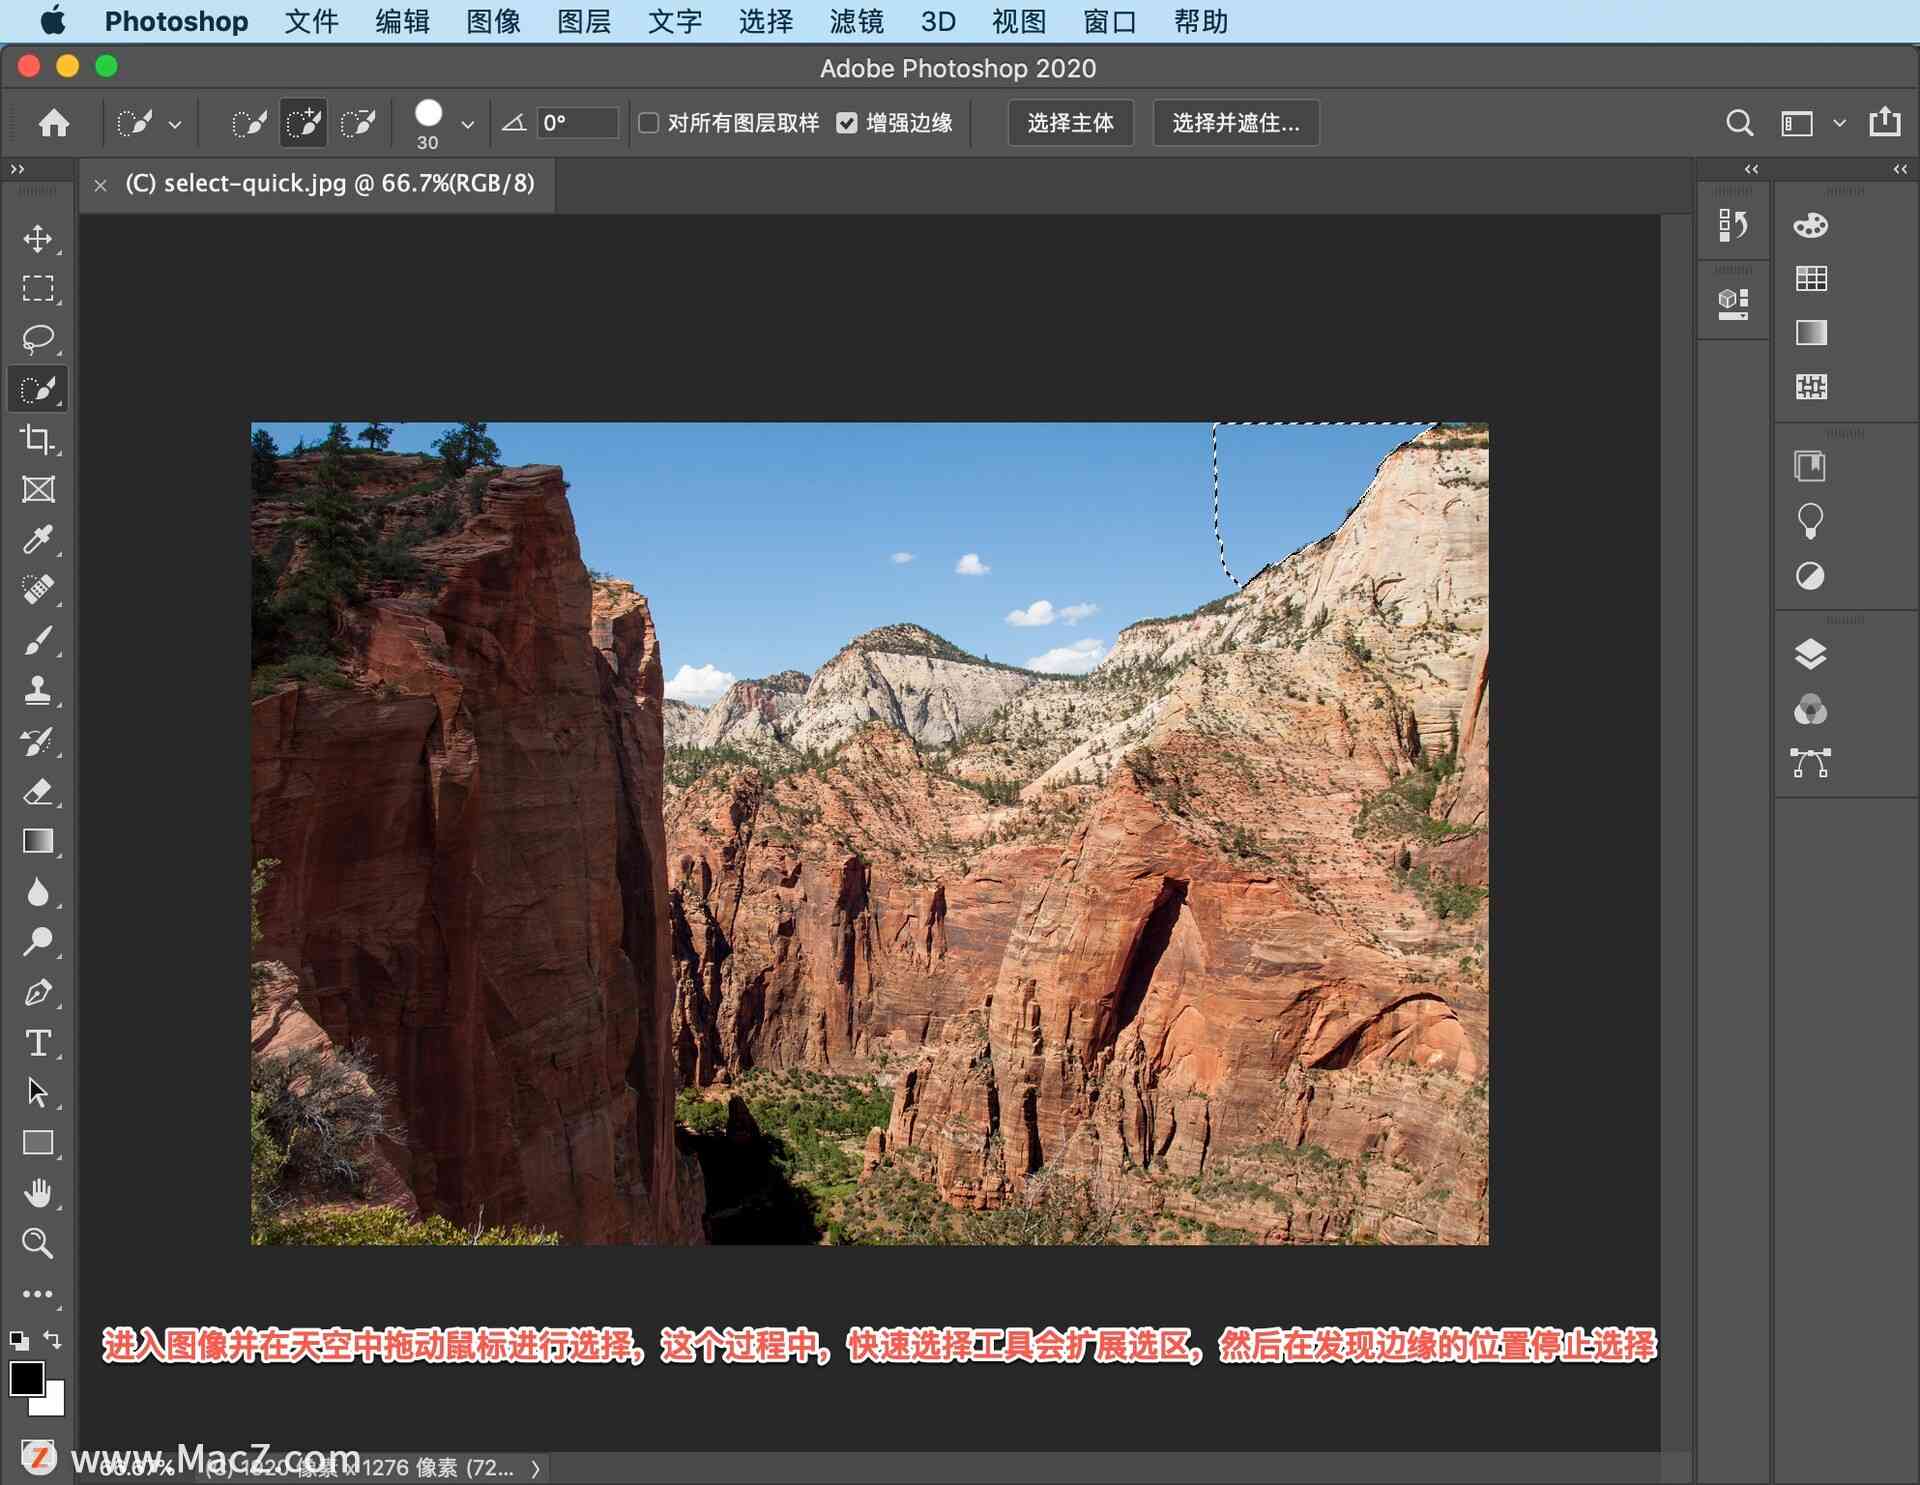 Photoshop 文件 编辑 图像 图层 文字 选择 滤镜 3D 视图 窗口 帮助
Adobe Photoshop 2020
30 0° 对所有图层取样 增强边缘 选择主体 选择并遮住...
(C) select-quick.jpg @ 66.7%(RGB/8)
进入图像并在天空中拖动鼠标进行选择，这个过程中，快速选择工具会扩展选区，然后在发现边缘的位置停止选择
Z www.MacZ.com
66.67% (C) 1920 像素 x 1276 像素 (72...